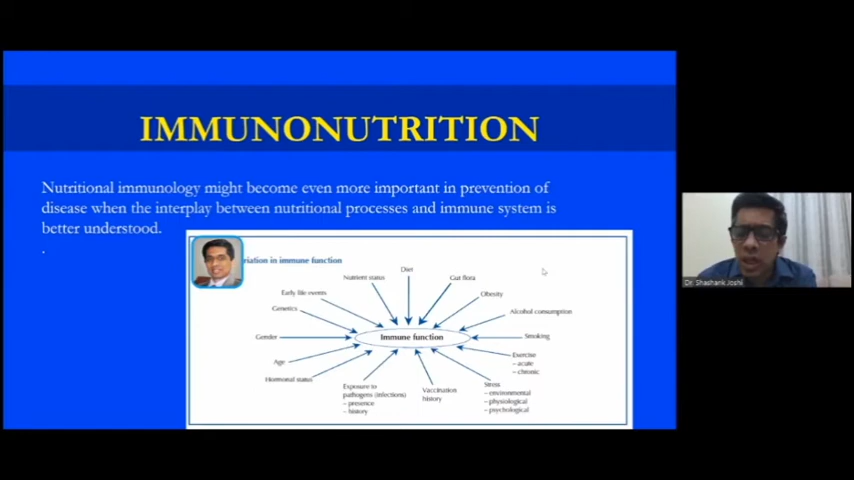 IMMUNONUTRITION
Nutritional immunology might become even more important in prevention of
disease when the interplay between nutritional processes and immune system is
better understood.
.
riation in immune function
Diet
Nutrient status
Gut flora
Early life events
Obesity
Genetics
Alcohol consumption
Gender
Immune function
Smoking
Age
Exercise
– acute
– chronic
Hormonal status
Exposure to
pathogens (infections)
– presence
– history
Vaccination
history
Stress
– environmental
– physiological
– psychological
Dr. Shashank Joshi